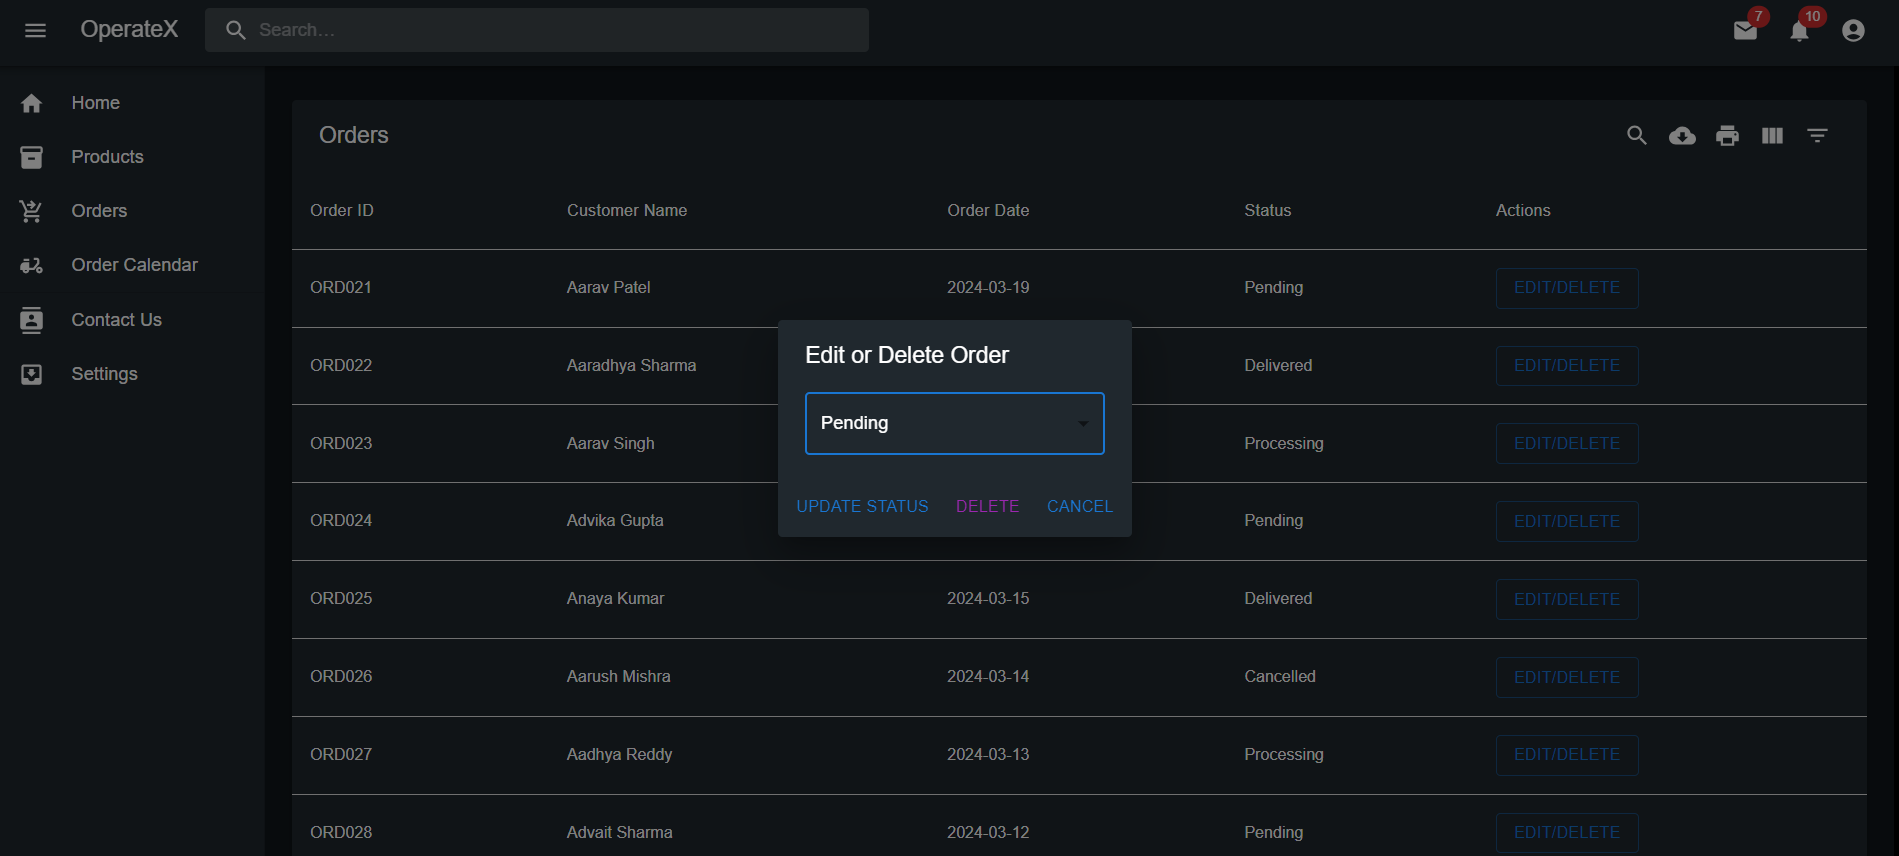 OperateX
Search…
7
10
Home
Products
Orders
Order Calendar
Contact Us
Settings
Orders
Order ID Customer Name Order Date Status Actions
ORD021 Aarav Patel 2024-03-19 Pending EDIT/DELETE
ORD022 Aaradhya Sharma Delivered EDIT/DELETE
ORD023 Aarav Singh Processing EDIT/DELETE
ORD024 Advika Gupta Pending EDIT/DELETE
ORD025 Anaya Kumar 2024-03-15 Delivered EDIT/DELETE
ORD026 Aarush Mishra 2024-03-14 Cancelled EDIT/DELETE
ORD027 Aadhya Reddy 2024-03-13 Processing EDIT/DELETE
ORD028 Advait Sharma 2024-03-12 Pending EDIT/DELETE
Edit or Delete Order
Pending
UPDATE STATUS DELETE CANCEL